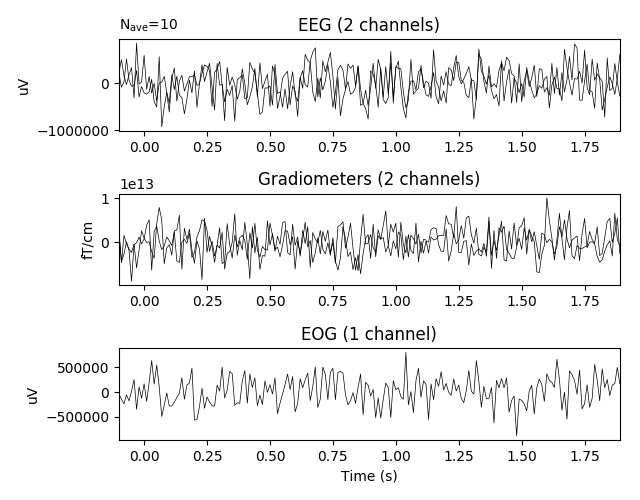 N_ave=10
EEG (2 channels)
uV
0
−1000000
0.00 0.25 0.50 0.75 1.00 1.25 1.50 1.75
Gradiometers (2 channels)
1e13
fT/cm
1
0
0.00 0.25 0.50 0.75 1.00 1.25 1.50 1.75
EOG (1 channel)
uV
500000
0
−500000
0.00 0.25 0.50 0.75 1.00 1.25 1.50 1.75
Time (s)